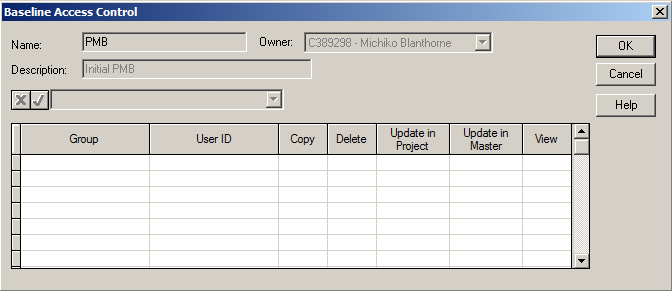 Baseline Access Control
Name: PMB Owner: C389298 - Michiko Blanthorne OK
Description: Initial PMB Cancel
Help
Group User ID Copy Delete Update in Project Update in Master View